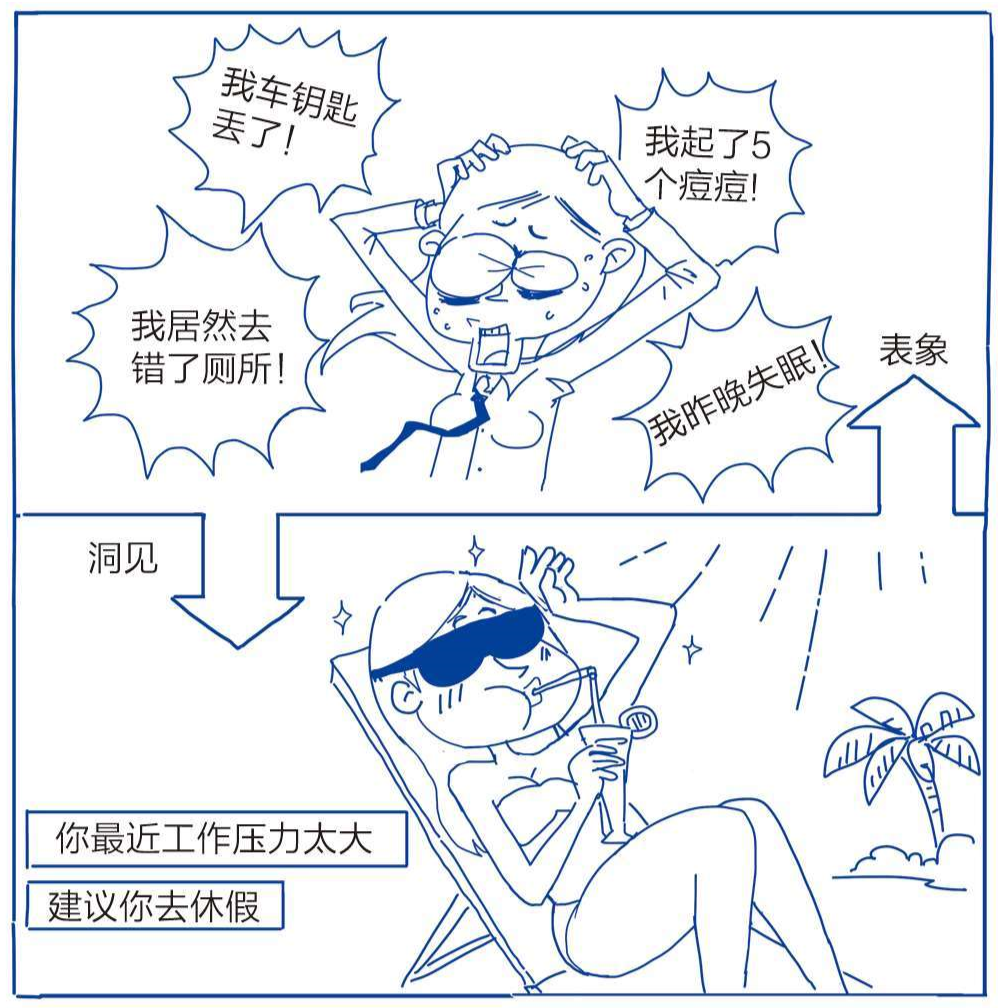 我车钥匙
丢了！
我起了5
个痘痘！
我居然去
错了厕所！
我昨晚失眠！
表象
洞见
你最近工作压力太大
建议你去休假